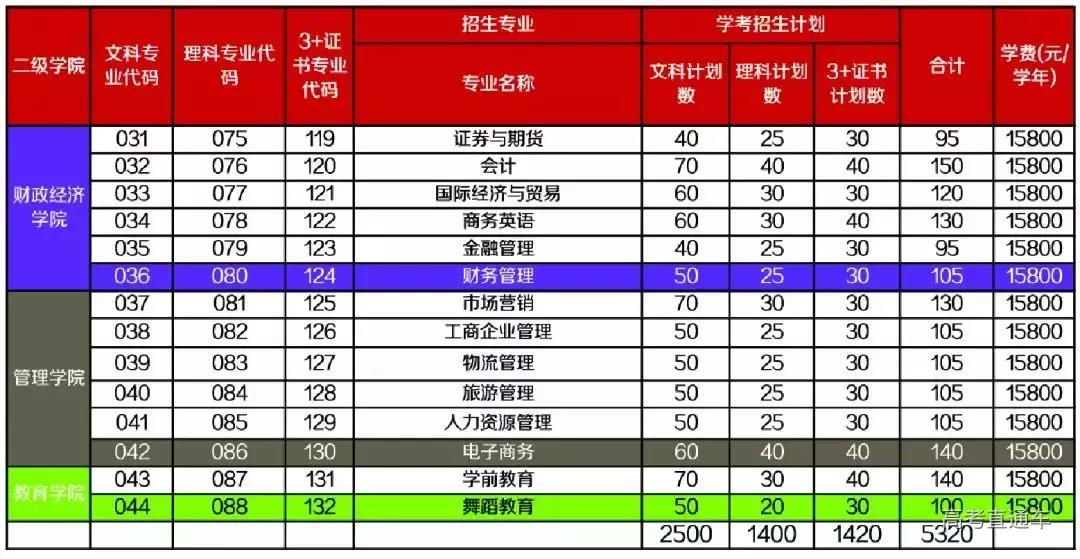 二级学院 文科专业代码 理科专业代码 3+证书专业代码 招生专业 学考招生计划 合计 学费(元/学年)
专业名称 文科计划数 理科计划数 3+证书计划数
财政经济学院
031 075 119 证券与期货 40 25 30 95 15800
032 076 120 会计 70 40 40 150 15800
033 077 121 国际经济与贸易 60 30 30 120 15800
034 078 122 商务英语 60 30 40 130 15800
035 079 123 金融管理 40 25 30 95 15800
036 080 124 财务管理 50 25 30 105 15800
管理学院
037 081 125 市场营销 70 30 30 130 15800
038 082 126 工商企业管理 50 25 30 105 15800
039 083 127 物流管理 50 25 30 105 15800
040 084 128 旅游管理 50 25 30 105 15800
041 085 129 人力资源管理 50 25 30 105 15800
042 086 130 电子商务 60 40 40 140 15800
教育学院
043 087 131 学前教育 70 30 40 140 15800
044 088 132 舞蹈教育 50 20 30 100 15800
2500 1400 1420 5320
高考直通车